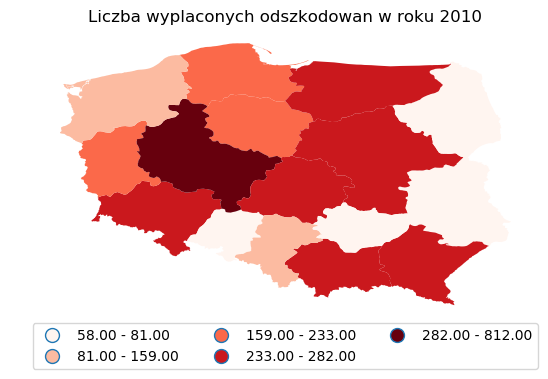 Liczba wyplaconych odszkodowan w roku 2010
58.00 - 81.00
159.00 - 233.00
282.00 - 812.00
81.00 - 159.00
233.00 - 282.00